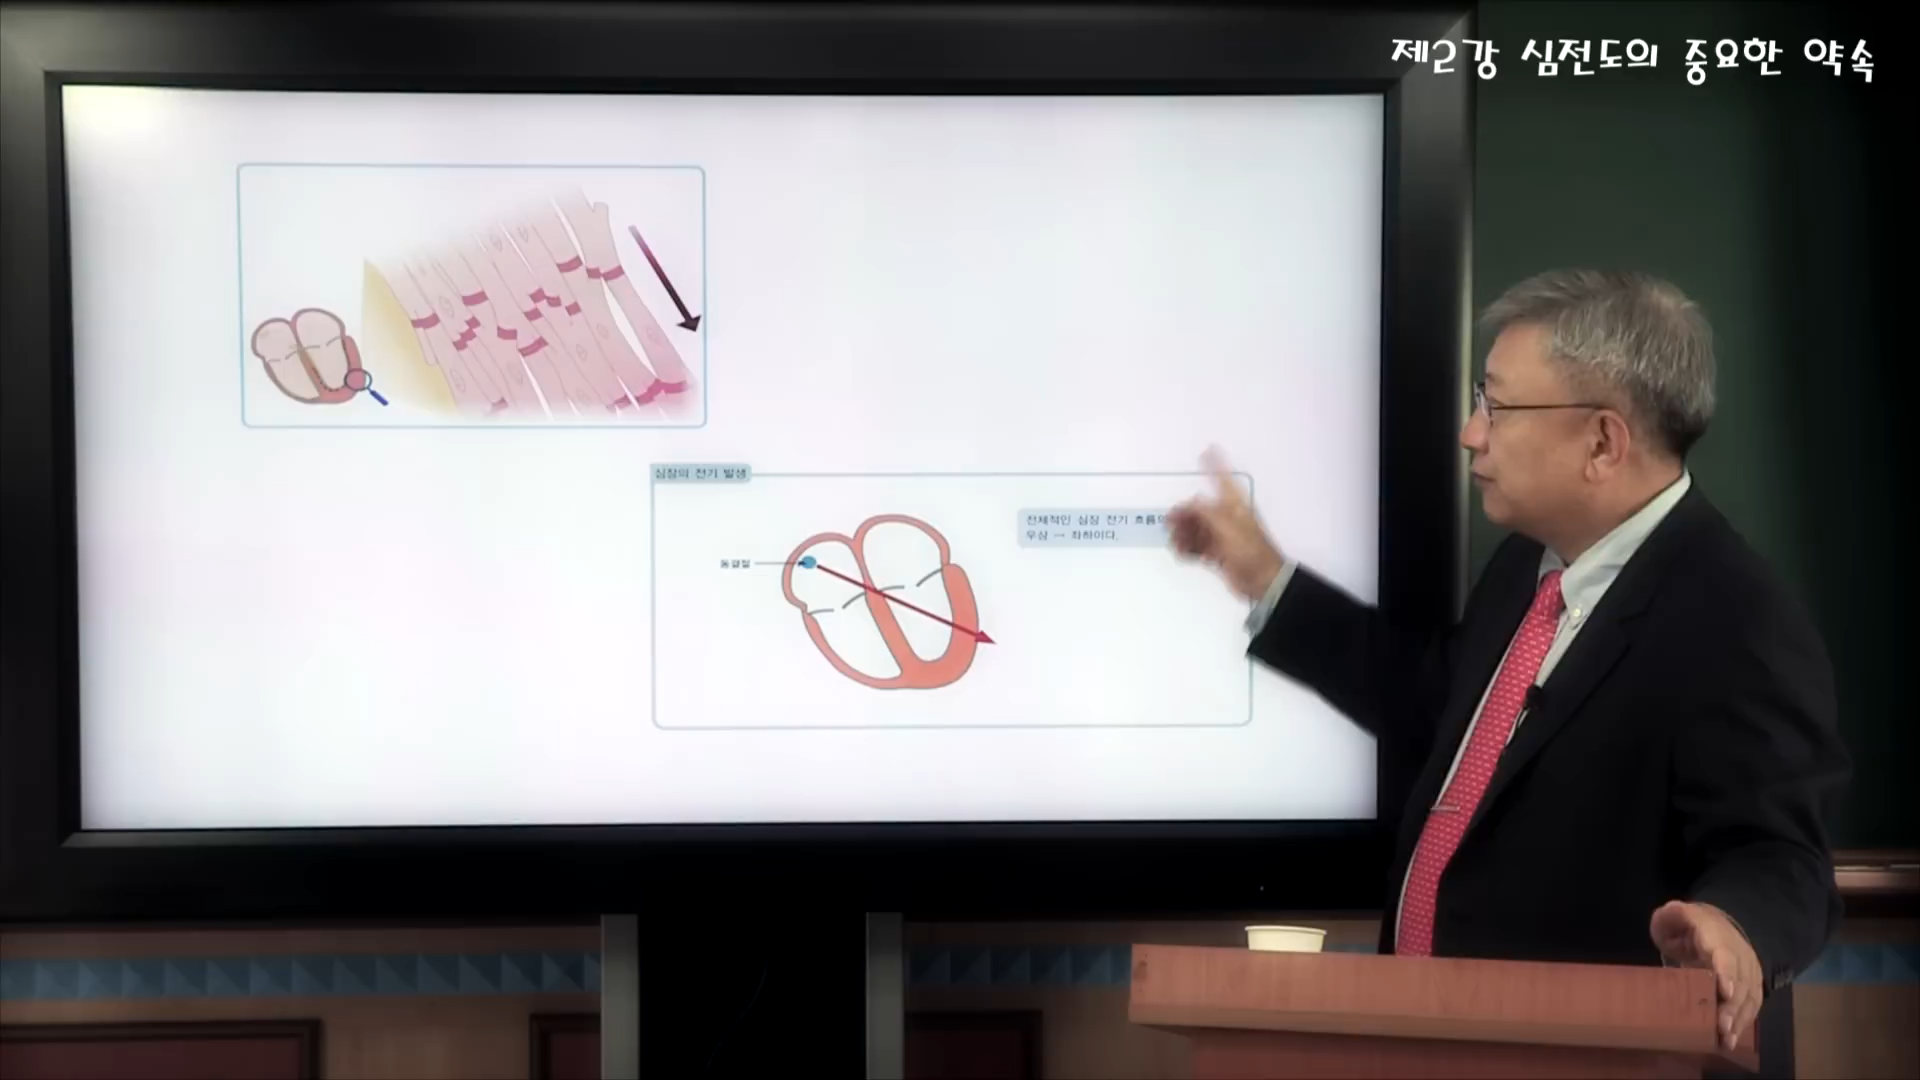 제2강 심전도의 중요한 약속
심장의 전기 발생
전체적인 심장 전기 흐름의
우상 → 좌하이다.
동결절